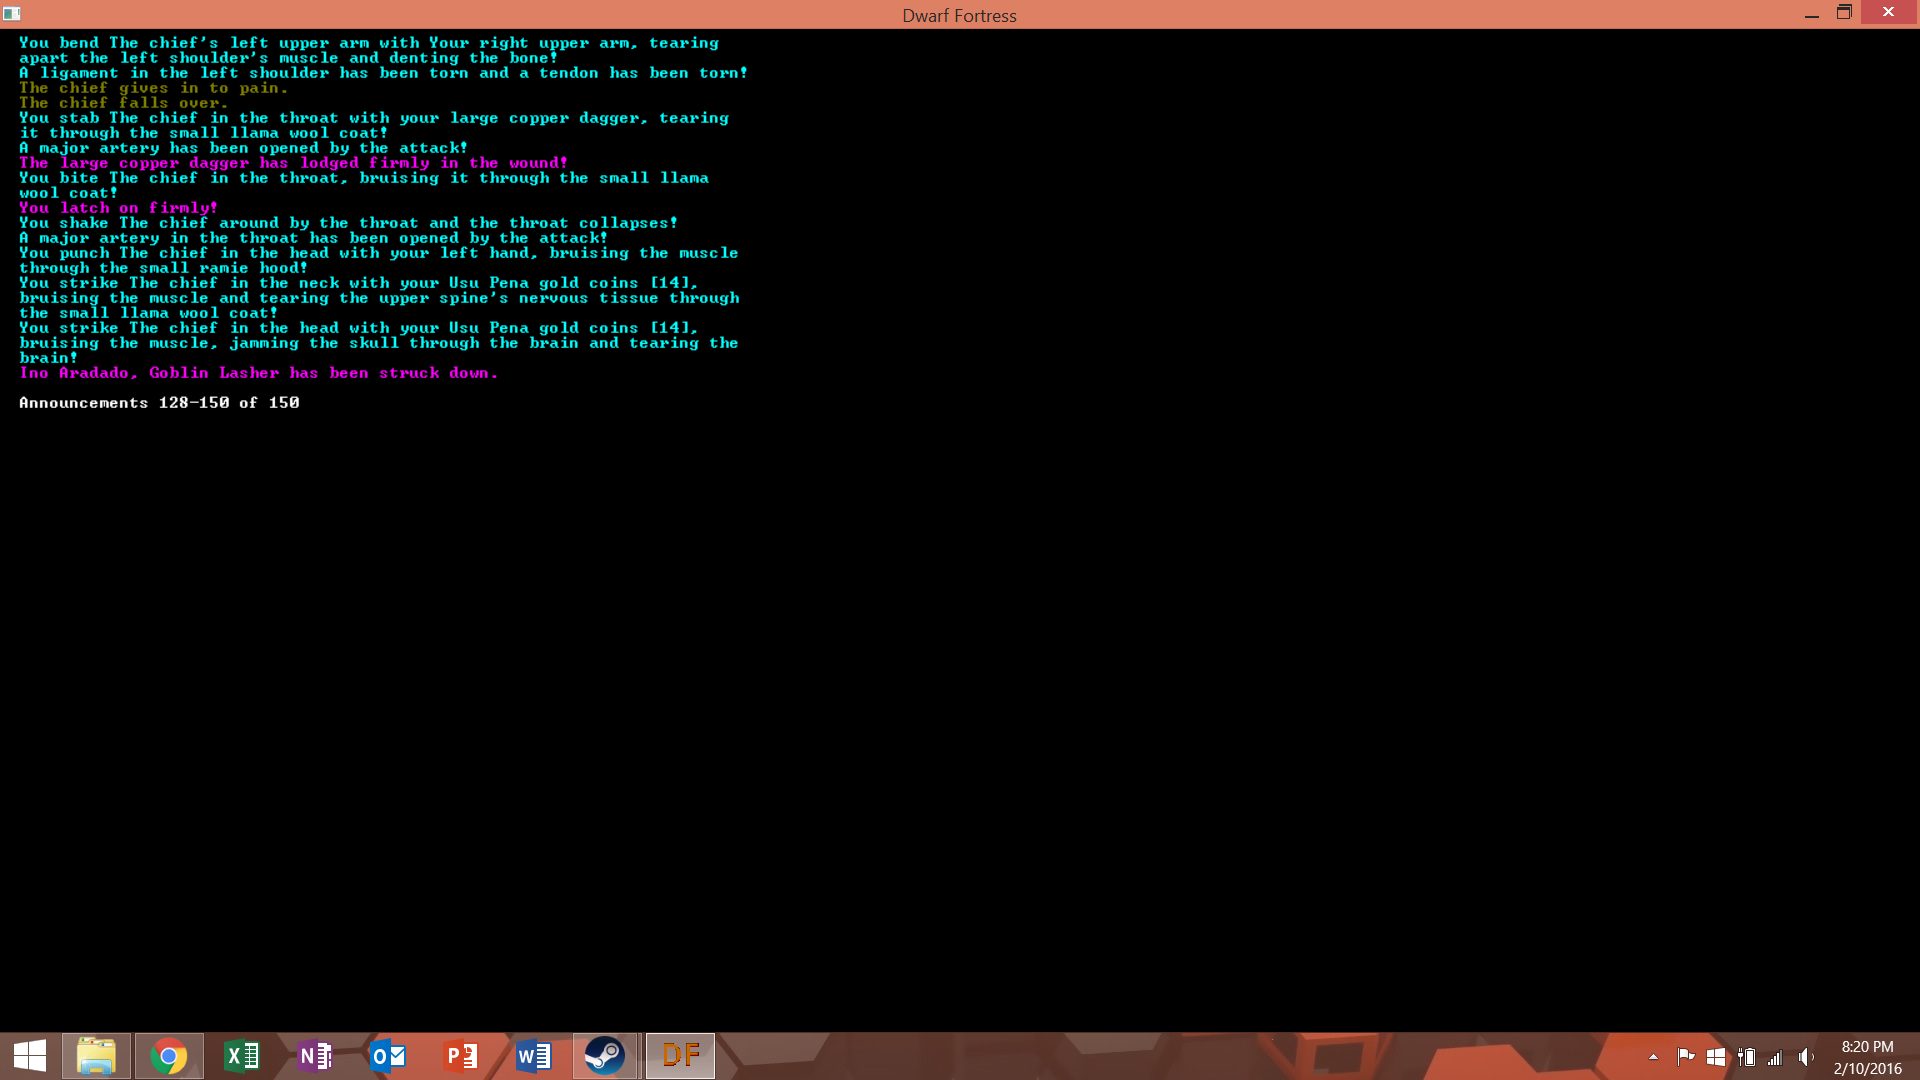 Dwarf Fortress
You bend The chief's left upper arm with Your right upper arm, tearing
apart the left shoulder's muscle and denting the bone!
A ligament in the left shoulder has been torn and a tendon has been torn!
The chief gives in to pain.
The chief falls over.
You stab The chief in the throat with your large copper dagger, tearing
it through the small llama wool coat!
A major artery has been opened by the attack!
The large copper dagger has lodged firmly in the wound!
You bite The chief in the throat, bruising it through the small llama
wool coat!
You latch on firmly!
You shake The chief around by the throat and the throat collapses!
A major artery in the throat has been opened by the attack!
You punch The chief in the head with your left hand, bruising the muscle
through the small ramie hood!
You strike The chief in the neck with your Usu Pena gold coins [14],
bruising the muscle and tearing the upper spine's nervous tissue through
the small llama wool coat!
You strike The chief in the head with your Usu Pena gold coins [14],
bruising the muscle, jamming the skull through the brain and tearing the
brain!
Ino Aradado, Goblin Lasher has been struck down.
Announcements 128-150 of 150
X N O P W DF
8:20 PM
2/10/2016